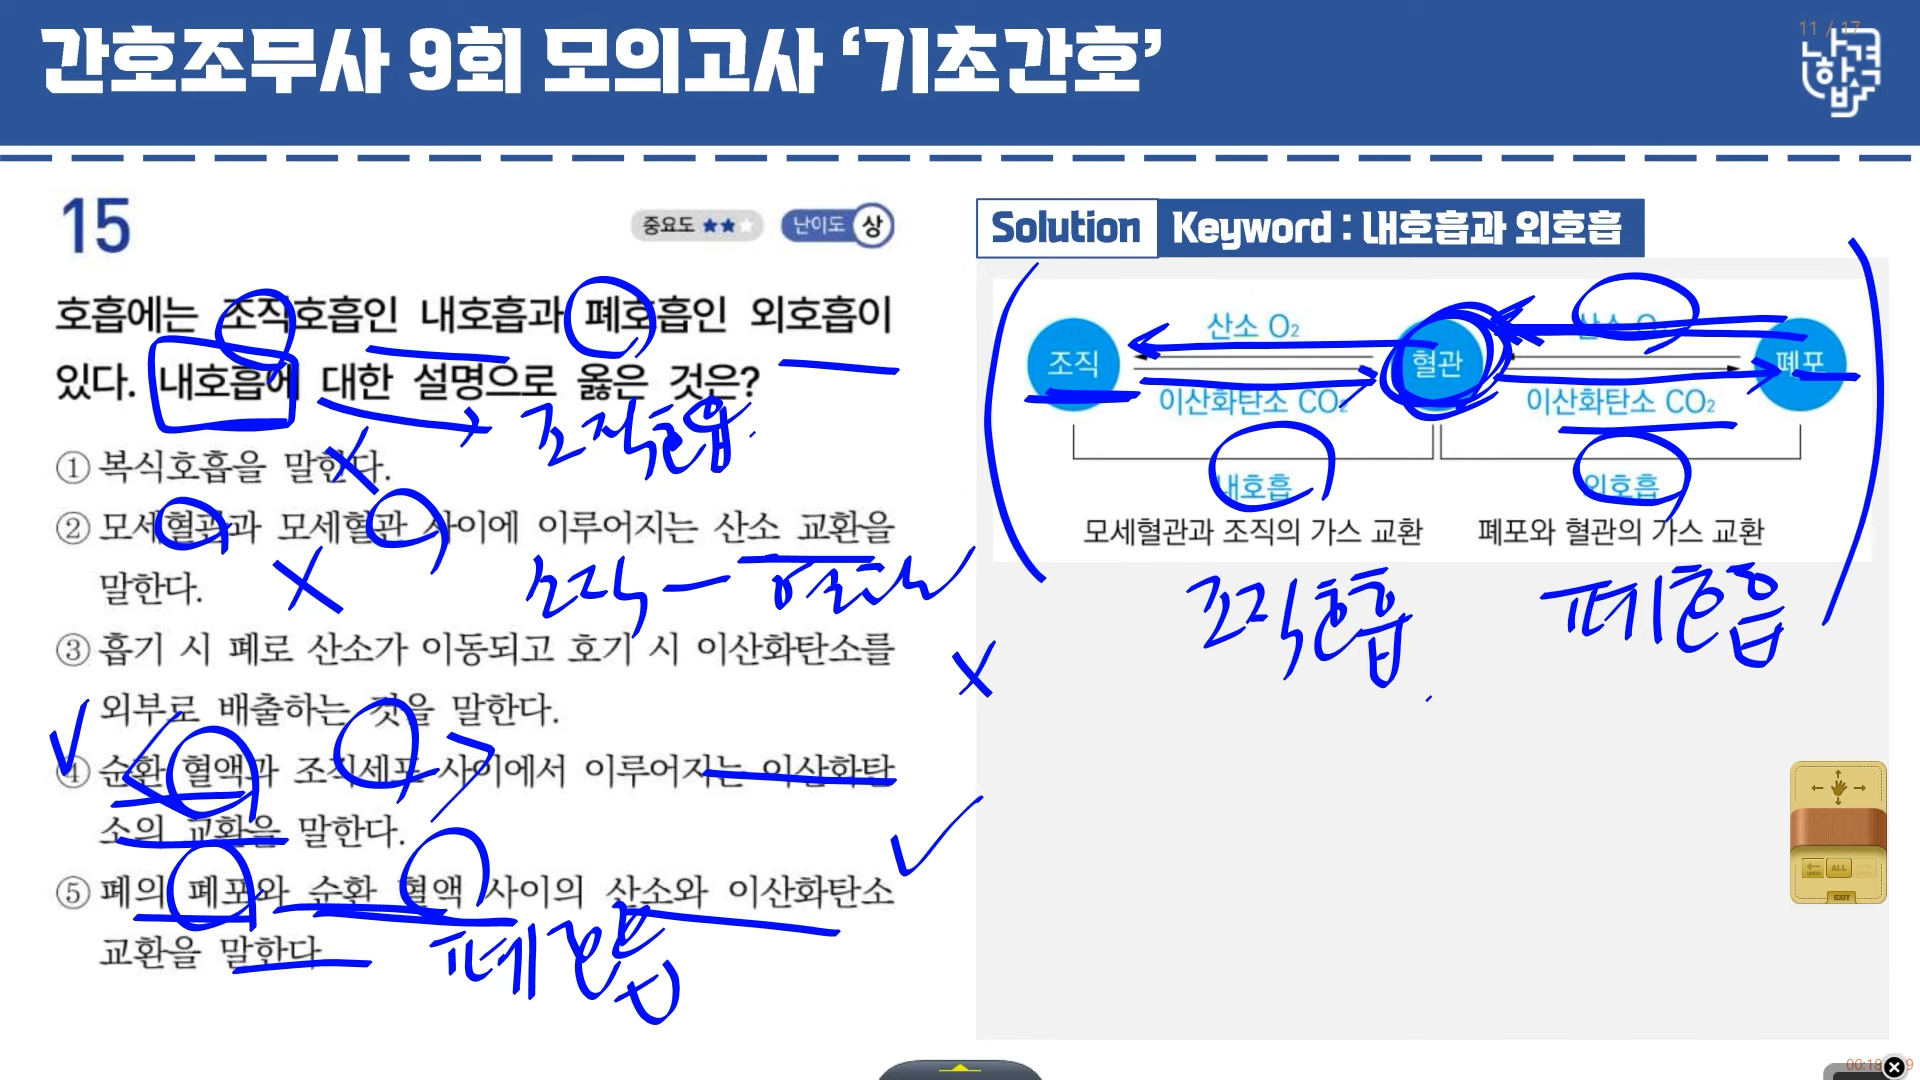 간호조무사 9회 모의고사 ‘기초간호’
11 / 17
난합격
15
중요도 ★★★
난이도 상
호흡에는 조직호흡인 내호흡과 폐호흡인 외호흡이
있다. 내호흡에 대한 설명으로 옳은 것은?
조직호흡.
① 복식호흡을 말한다.
② 모세혈관과 모세혈관 사이에 이루어지는 산소 교환을
말한다.
조직 —
③ 흡기 시 폐로 산소가 이동되고 호기 시 이산화탄소를
외부로 배출하는 것을 말한다.
④ 순환 혈액과 조직세포 사이에서 이루어지는 이산화탄
소의 교환을 말한다.
⑤ 폐의 폐포와 순환 혈액 사이의 산소와 이산화탄소
교환을 말한다.
폐호흡
Solution Keyword : 내호흡과 외호흡
산소 O₂ 산소 O₂
조직 혈관 폐포
이산화탄소 CO₂ 이산화탄소 CO₂
내호흡 외호흡
모세혈관과 조직의 가스 교환 폐포와 혈관의 가스 교환
조직호흡. 폐호흡
UNDO ALL
EXIT